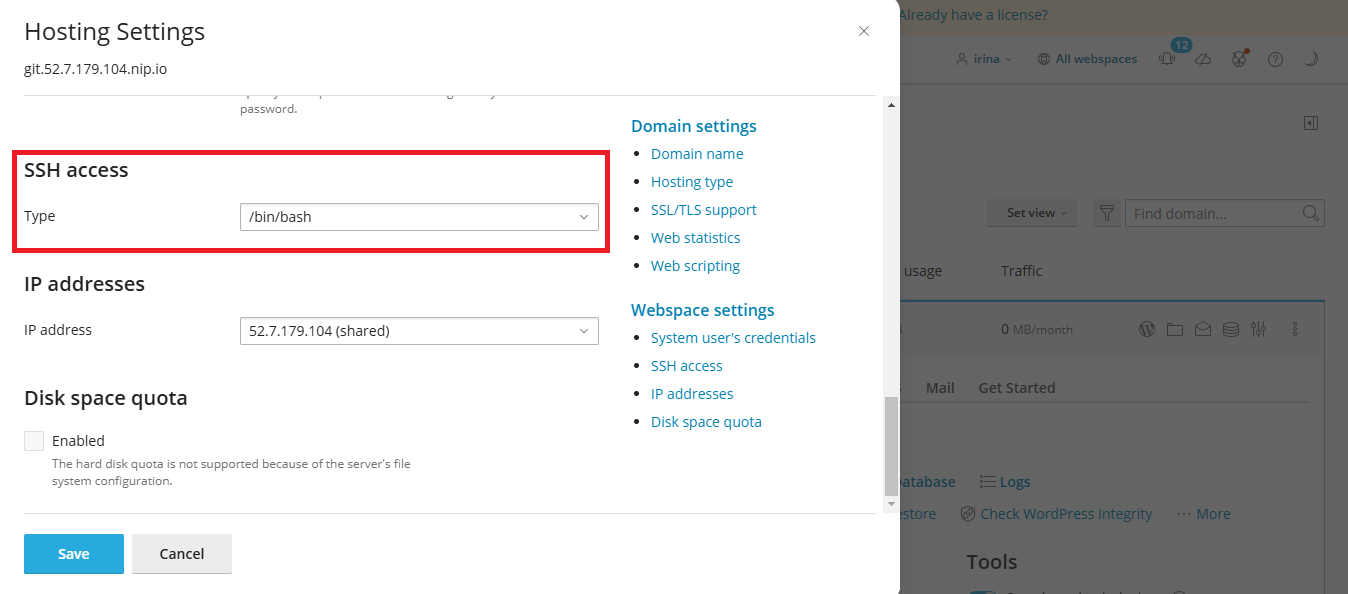 Hosting Settings
git.52.7.179.104.nip.io
password.
SSH access
Type
/bin/bash
IP addresses
IP address
52.7.179.104 (shared)
Disk space quota
Enabled
The hard disk quota is not supported because of the server's file
system configuration.
Save
Cancel
Domain settings
Domain name
Hosting type
SSL/TLS support
Web statistics
Web scripting
Webspace settings
System user's credentials
SSH access
IP addresses
Disk space quota
Already have a license?
irina
All webspaces
12
Set view
Find domain...
usage
Traffic
0 MB/month
Mail
Get Started
Logs
Check WordPress Integrity
··· More
Tools